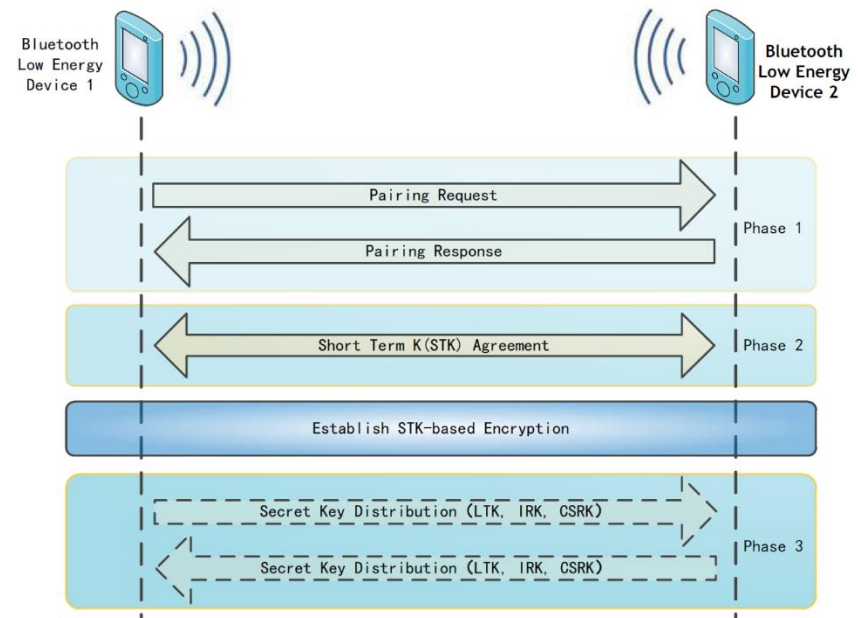 Bluetooth
Low Energy
Device 1
Bluetooth
Low Energy
Device 2
Pairing Request
Pairing Response
Phase 1
Short Term K(STK) Agreement
Phase 2
Establish STK-based Encryption
Secret Key Distribution (LTK, IRK, CSRK)
Secret Key Distribution (LTK, IRK, CSRK)
Phase 3